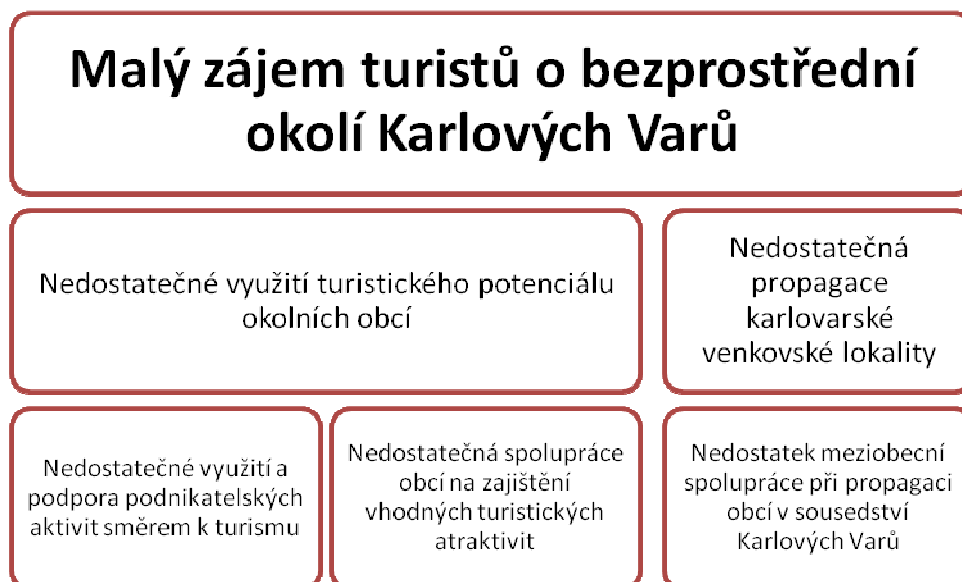 Malý zájem turistů o bezprostřední
okolí Karlových Varů
Nedostatečné využití turistického potenciálu
okolních obcí
Nedostatečná
propagace
karlovarské
venkovské lokality
Nedostatečné využití a
podpora podnikatelských
aktivit směrem k turismu
Nedostatečná spolupráce
obcí na zajištění
vhodných turistických
atraktivit
Nedostatek meziobecní
spolupráce při propagaci
obcí v sousedství
Karlových Varů